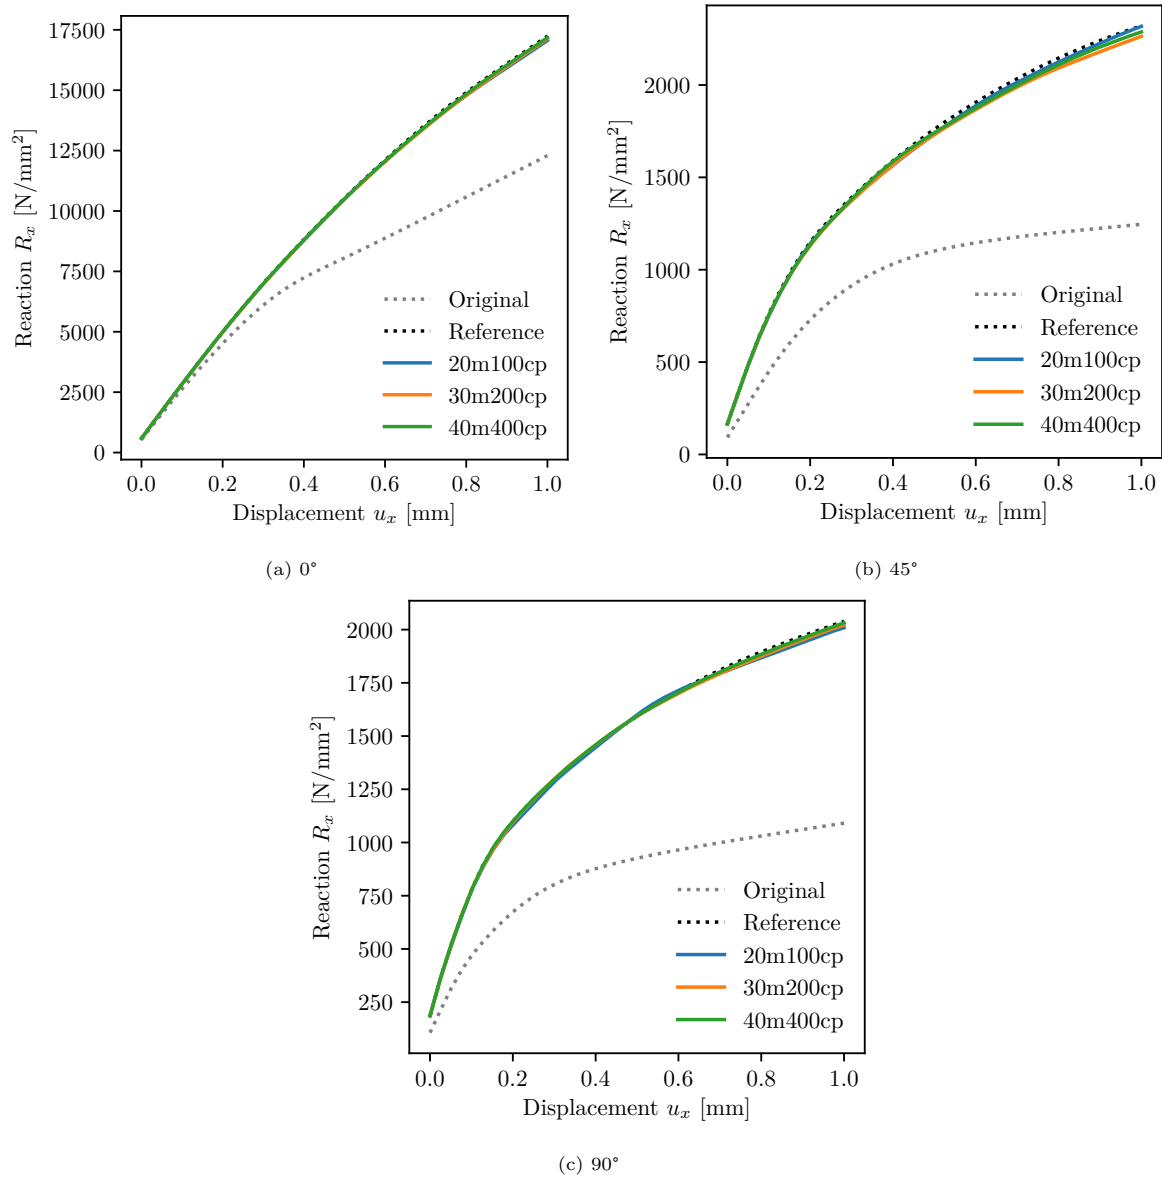 17500
15000
12500
10000
7500
5000
2500
0
Reaction R_x [N/mm²]
Original
Reference
20m100cp
30m200cp
40m400cp
0.0 0.2 0.4 0.6 0.8 1.0
Displacement u_x [mm]
(a) 0°
2000
1500
1000
500
0
Reaction R_x [N/mm²]
Original
Reference
20m100cp
30m200cp
40m400cp
0.0 0.2 0.4 0.6 0.8 1.0
Displacement u_x [mm]
(b) 45°
2000
1750
1500
1250
1000
750
500
250
Reaction R_x [N/mm²]
Original
Reference
20m100cp
30m200cp
40m400cp
0.0 0.2 0.4 0.6 0.8 1.0
Displacement u_x [mm]
(c) 90°